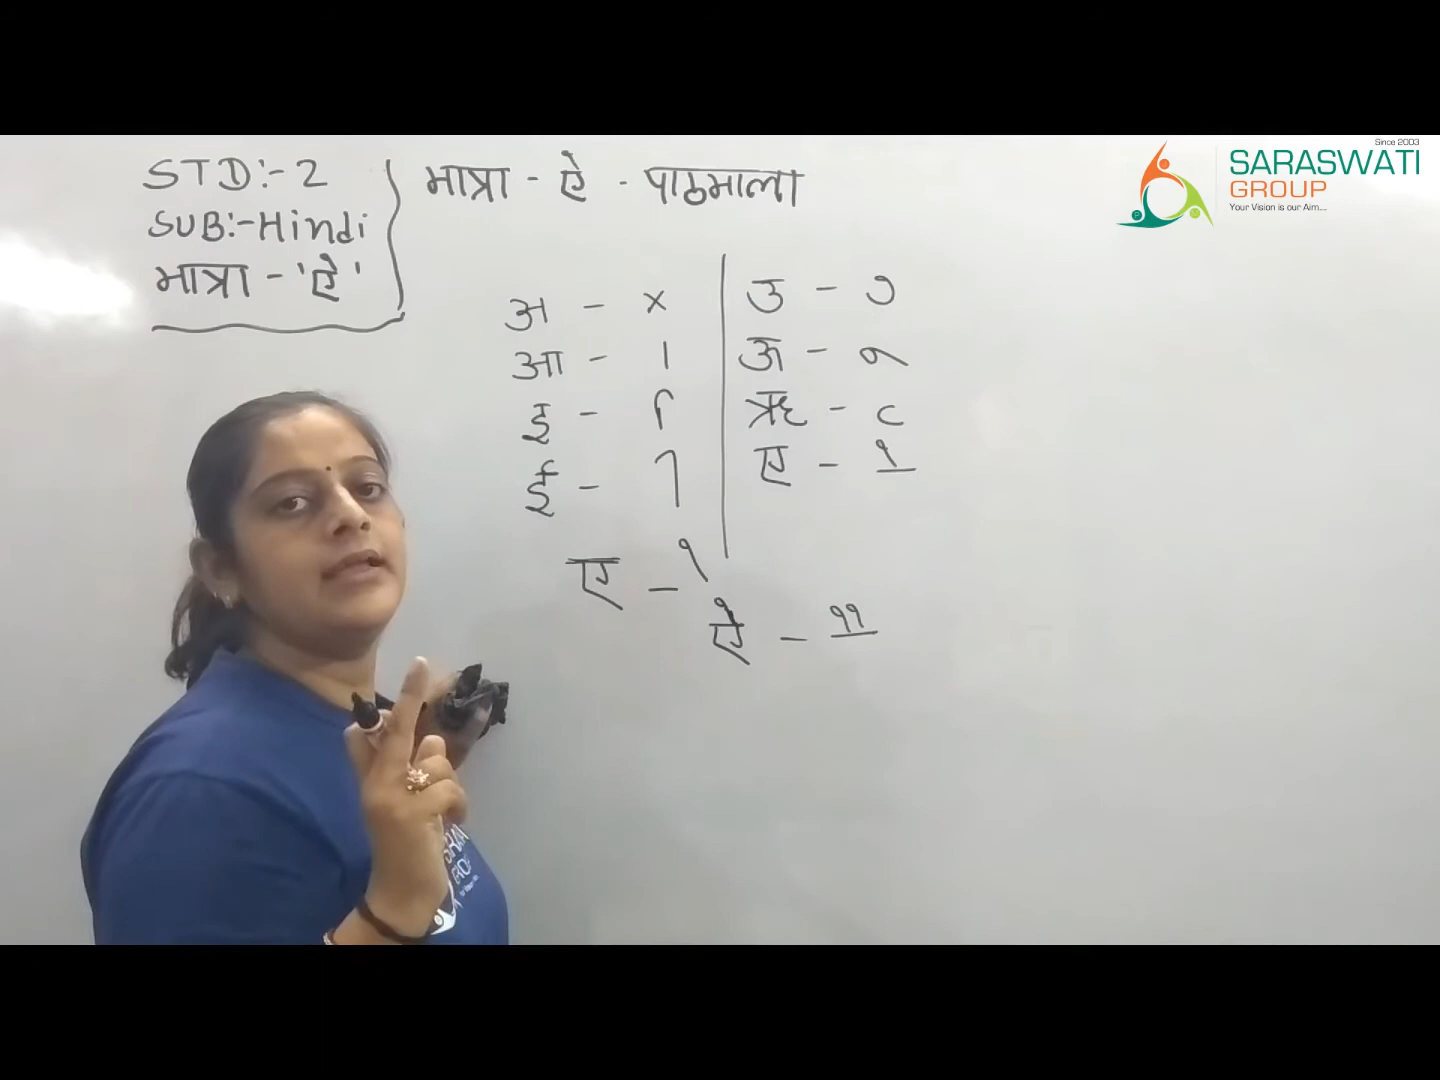 STD:- 2
SUB:- Hindi
मात्रा - 'ऐ'
मात्रा - ऐ - पाठमाला
अ - x
आ - ा
इ - ि
ई - ी
उ - ु
ऊ - ू
ऋ - ृ
ए - े
ए - े
ऐ - ै
Since 2003
SARASWATI
GROUP
Your Vision is our Aim...